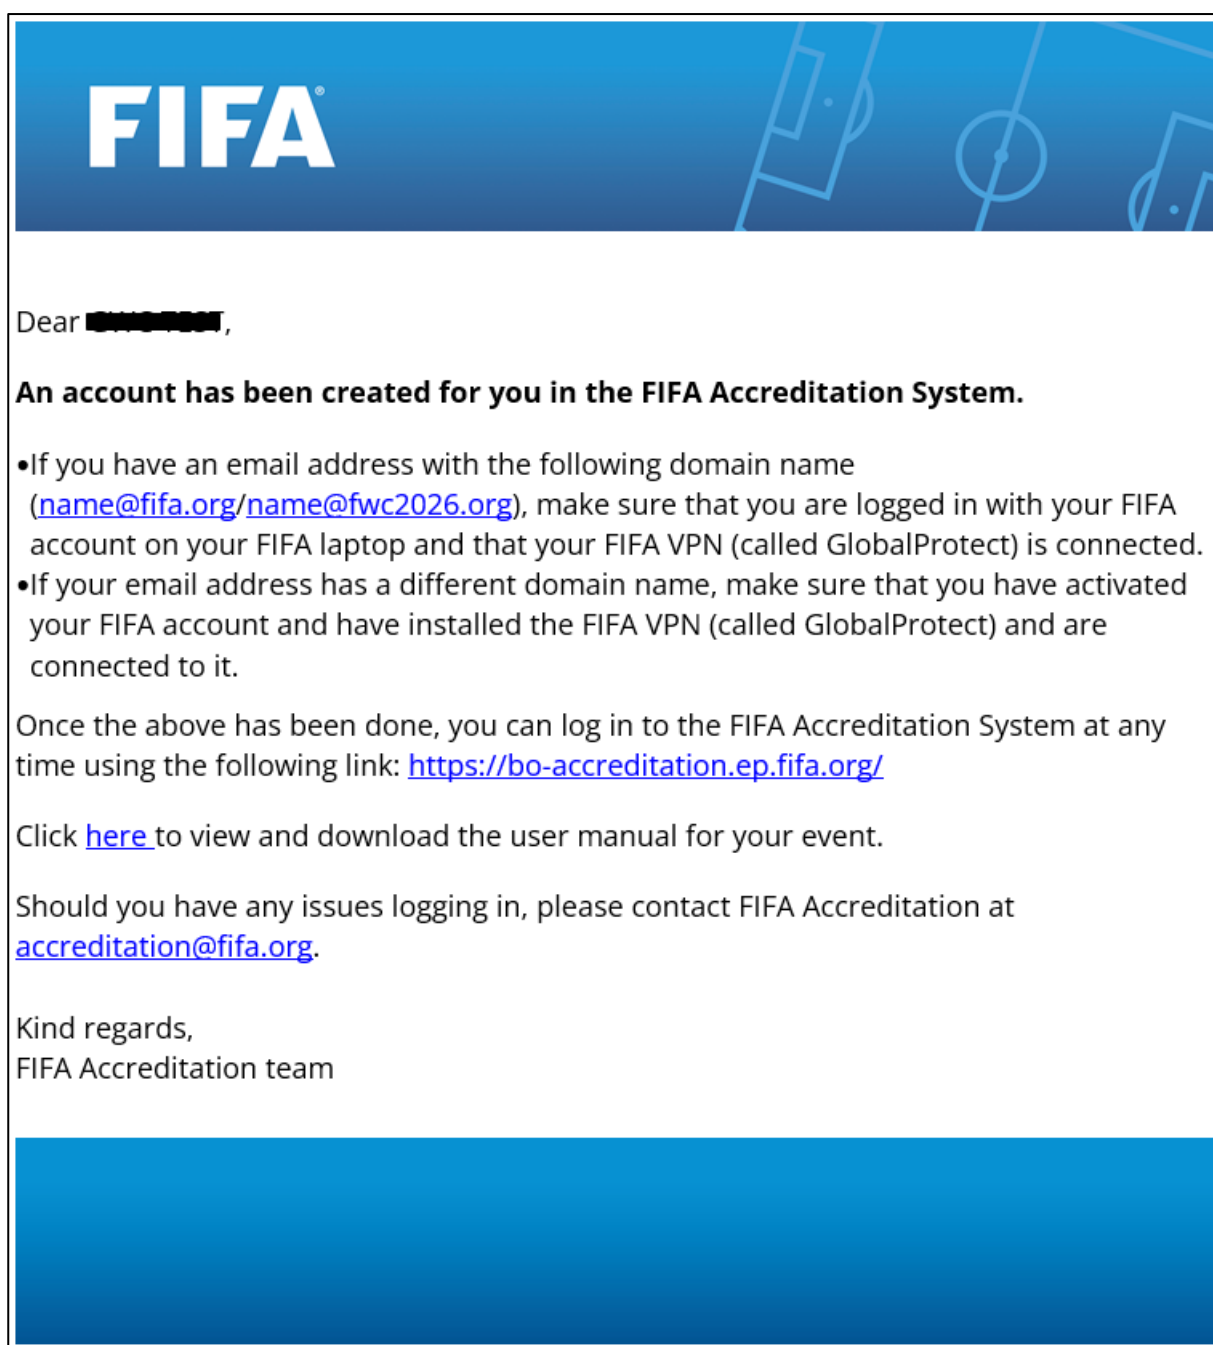 FIFA®
Dear ,
An account has been created for you in the FIFA Accreditation System.
•If you have an email address with the following domain name
(name@fifa.org/name@fwc2026.org), make sure that you are logged in with your FIFA
account on your FIFA laptop and that your FIFA VPN (called GlobalProtect) is connected.
•If your email address has a different domain name, make sure that you have activated
your FIFA account and have installed the FIFA VPN (called GlobalProtect) and are
connected to it.
Once the above has been done, you can log in to the FIFA Accreditation System at any
time using the following link: https://bo-accreditation.ep.fifa.org/
Click here to view and download the user manual for your event.
Should you have any issues logging in, please contact FIFA Accreditation at
accreditation@fifa.org.
Kind regards,
FIFA Accreditation team